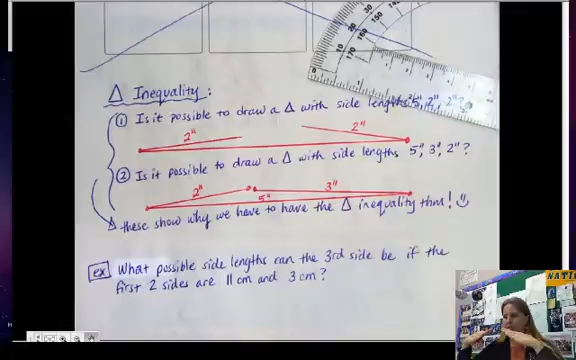 Δ Inequality:
① Is it possible to draw a Δ with side lengths 5", 2", 2"?
2" 2"
② Is it possible to draw a Δ with side lengths 5", 3", 2"?
2" 3"
5"
Δ these show why we have to have the Δ inequality thm! ☺
ex What possible side lengths can the 3rd side be if the
first 2 sides are 11 cm and 3 cm?